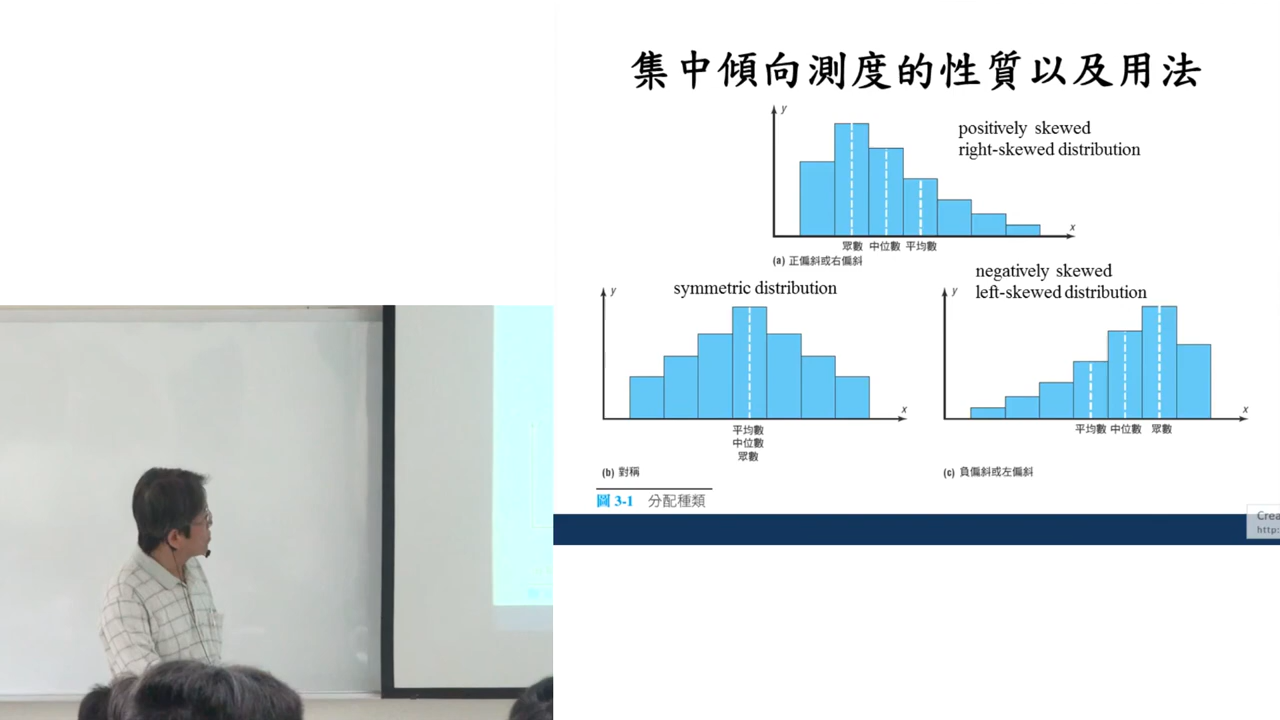 集中傾向測度的性質以及用法
y
positively skewed
right-skewed distribution
x
眾數 中位數 平均數
(a) 正偏斜或右偏斜
symmetric distribution
y
x
平均數
中位數
眾數
(b) 對稱
negatively skewed
left-skewed distribution
y
x
平均數 中位數 眾數
(c) 負偏斜或左偏斜
圖 3-1 分配種類
Crea
http: